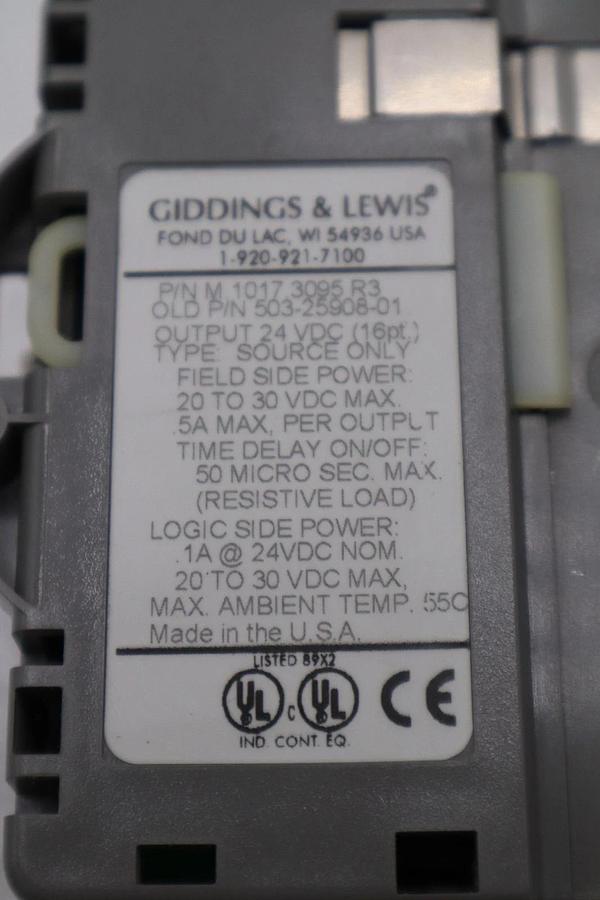 GIDDINGS & LEWIS®
FOND DU LAC, WI 54936 USA
1-920-921-7100
P/N M.1017.3095 R3
OLD P/N 503-25908-01
OUTPUT 24 VDC (16pt.)
TYPE: SOURCE ONLY
FIELD SIDE POWER:
20 TO 30 VDC MAX.
.5A MAX, PER OUTPUT
TIME DELAY ON/OFF:
50 MICRO SEC. MAX.
(RESISTIVE LOAD)
LOGIC SIDE POWER:
.1A @ 24VDC NOM.
20 TO 30 VDC MAX,
MAX. AMBIENT TEMP. 55C
Made in the U.S.A.
LISTED 89X2
UL c UL CE
IND. CONT. EQ.